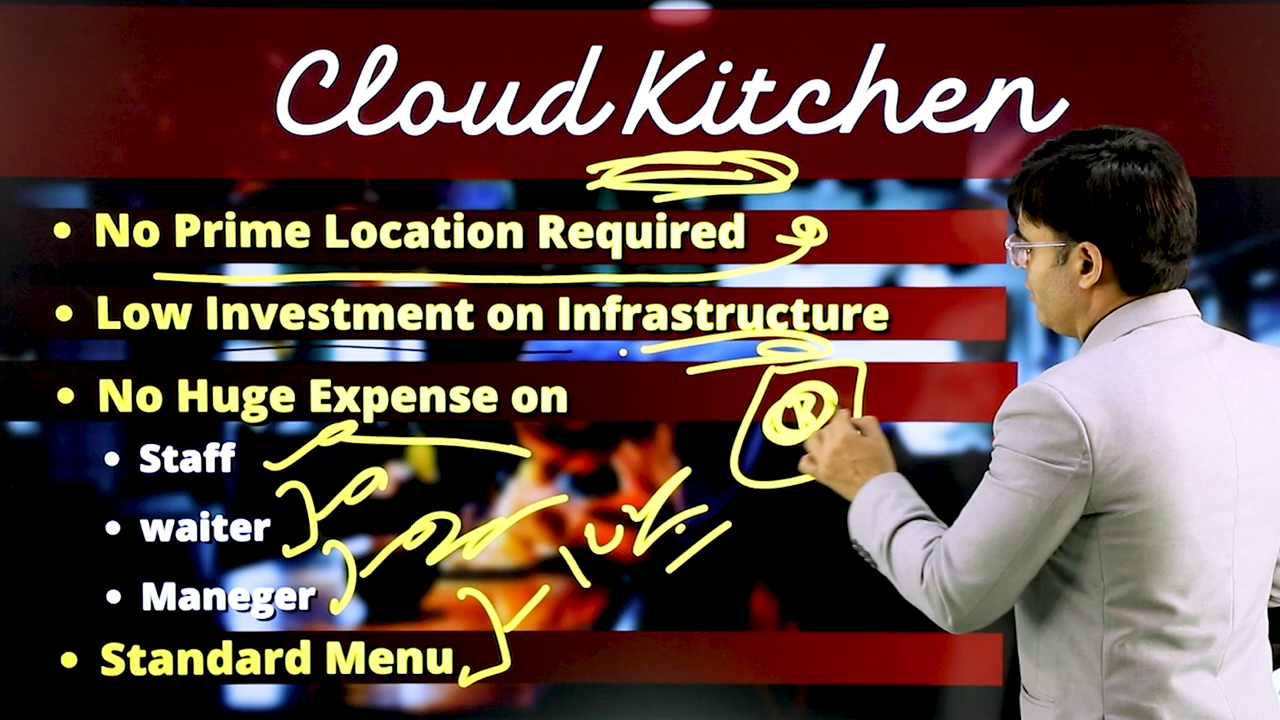 Cloud Kitchen
• No Prime Location Required
• Low Investment on Infrastructure
• No Huge Expense on
• Staff
• waiter
• Maneger
• Standard Menu